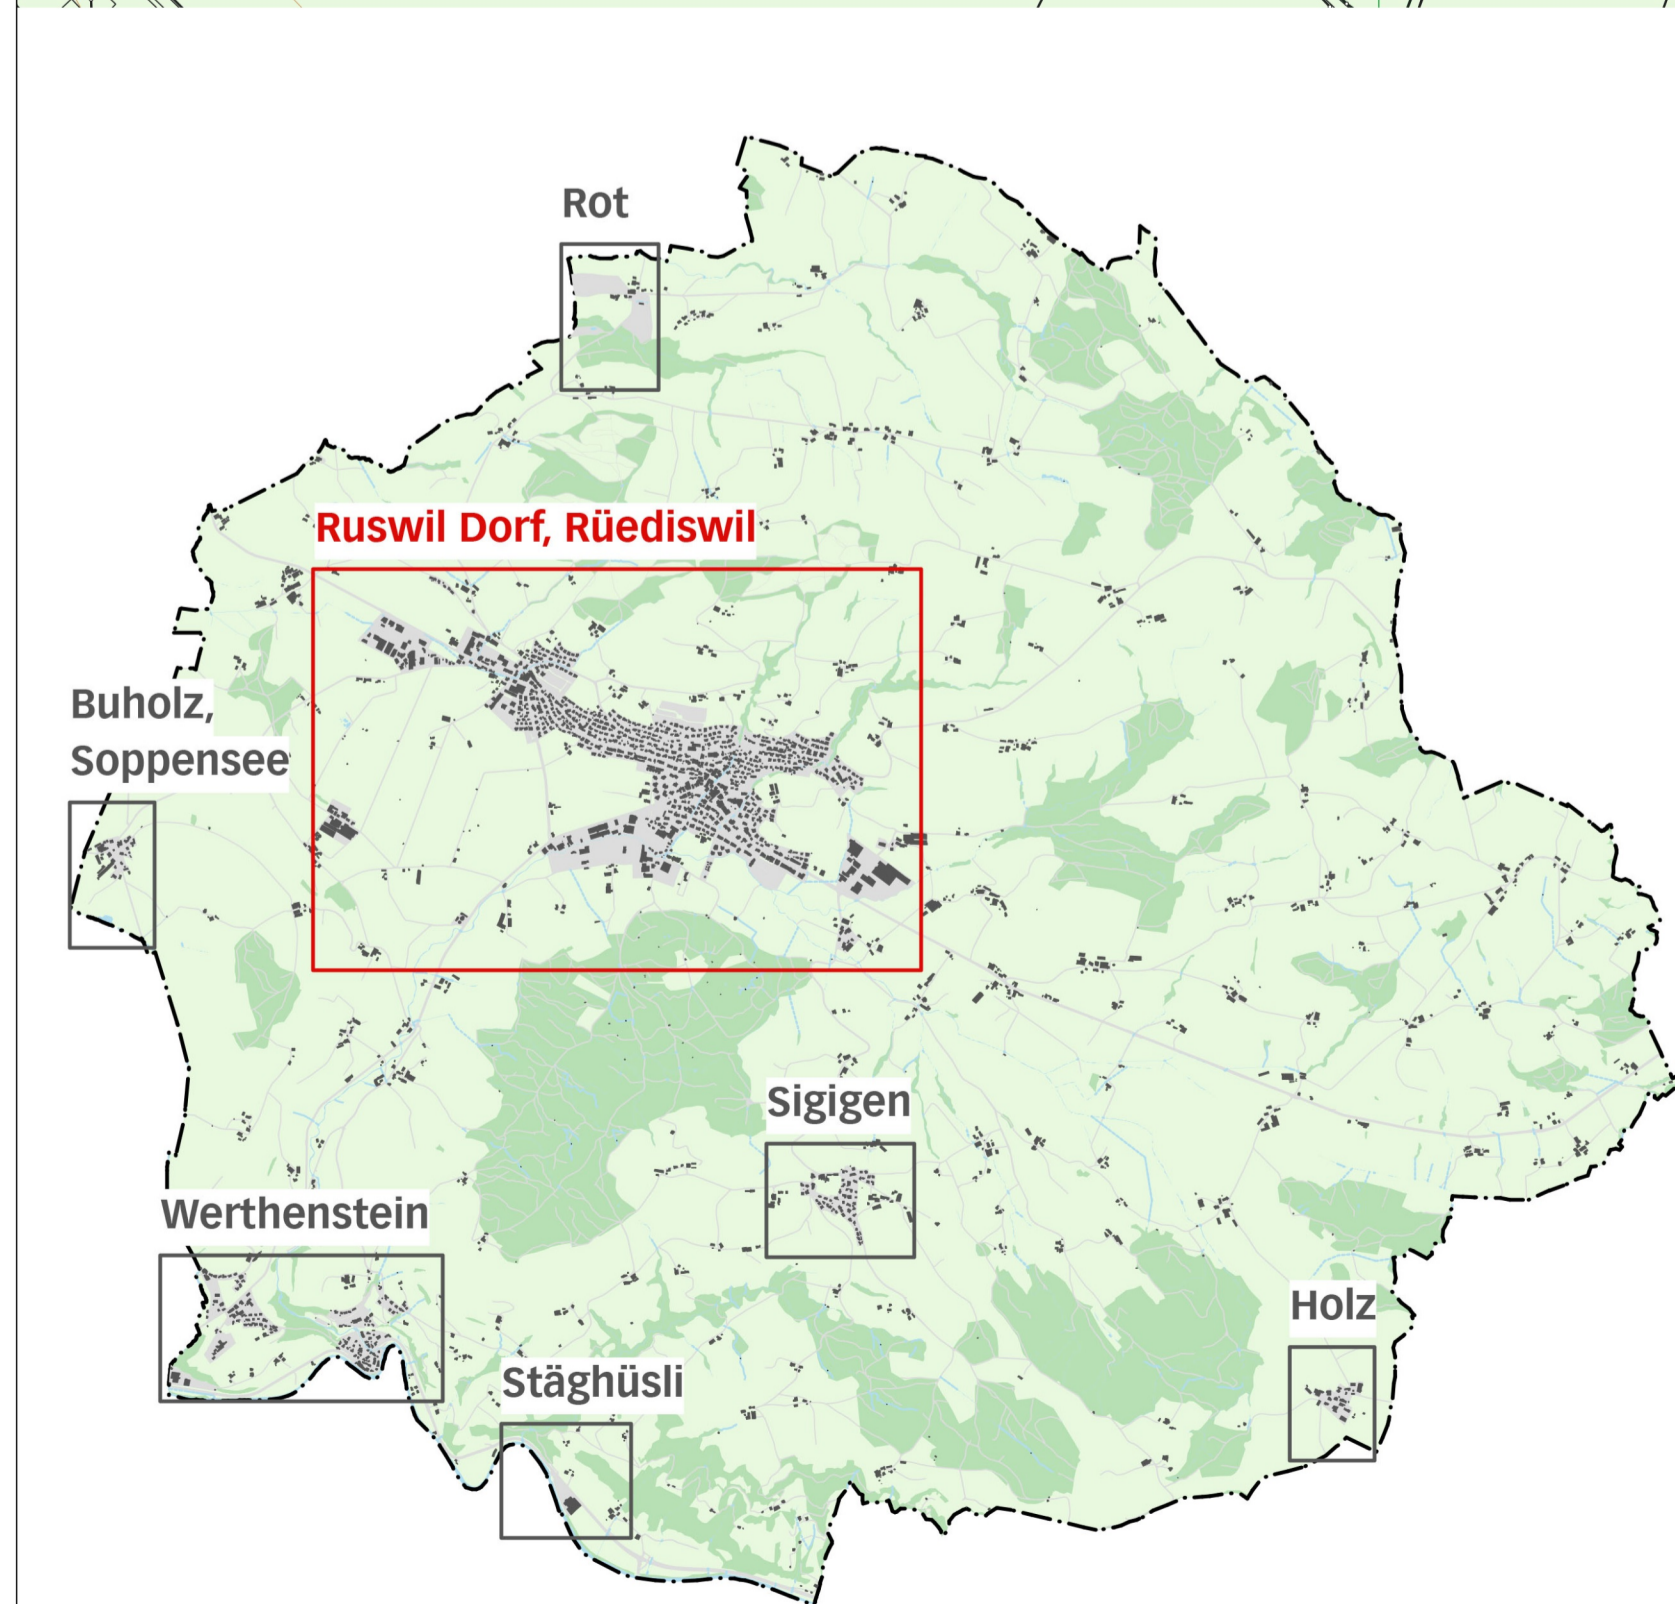 Rot
Ruswil Dorf, Rüediswil
Buholz,
Soppensee
Sigigen
Werthenstein
Holz
Stäghüsli